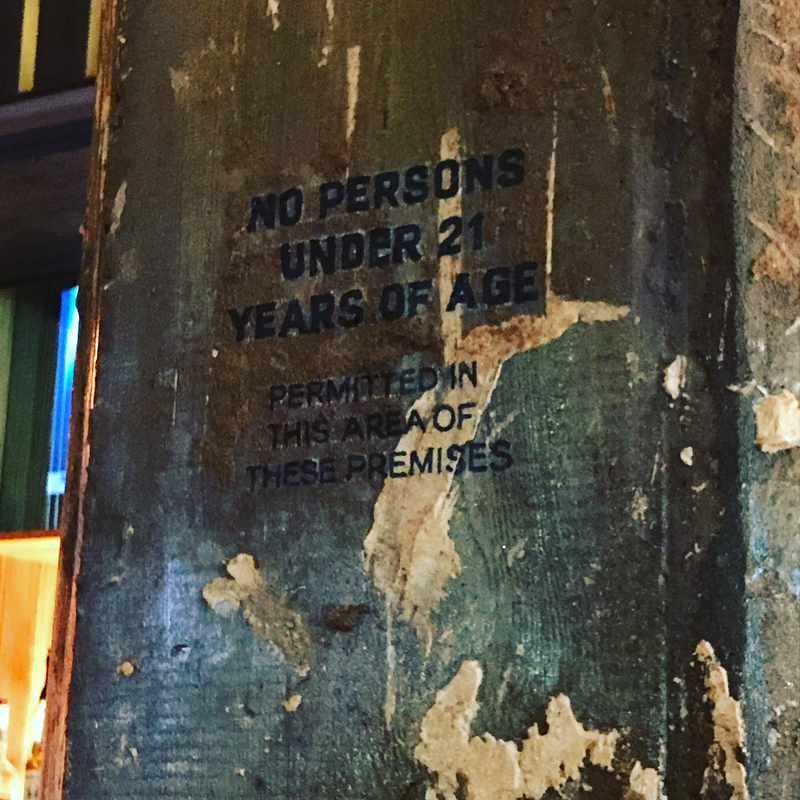 NO PERSONS
UNDER 21
YEARS OF AGE
PERMITTED IN
THIS AREA OF
THESE PREMISES